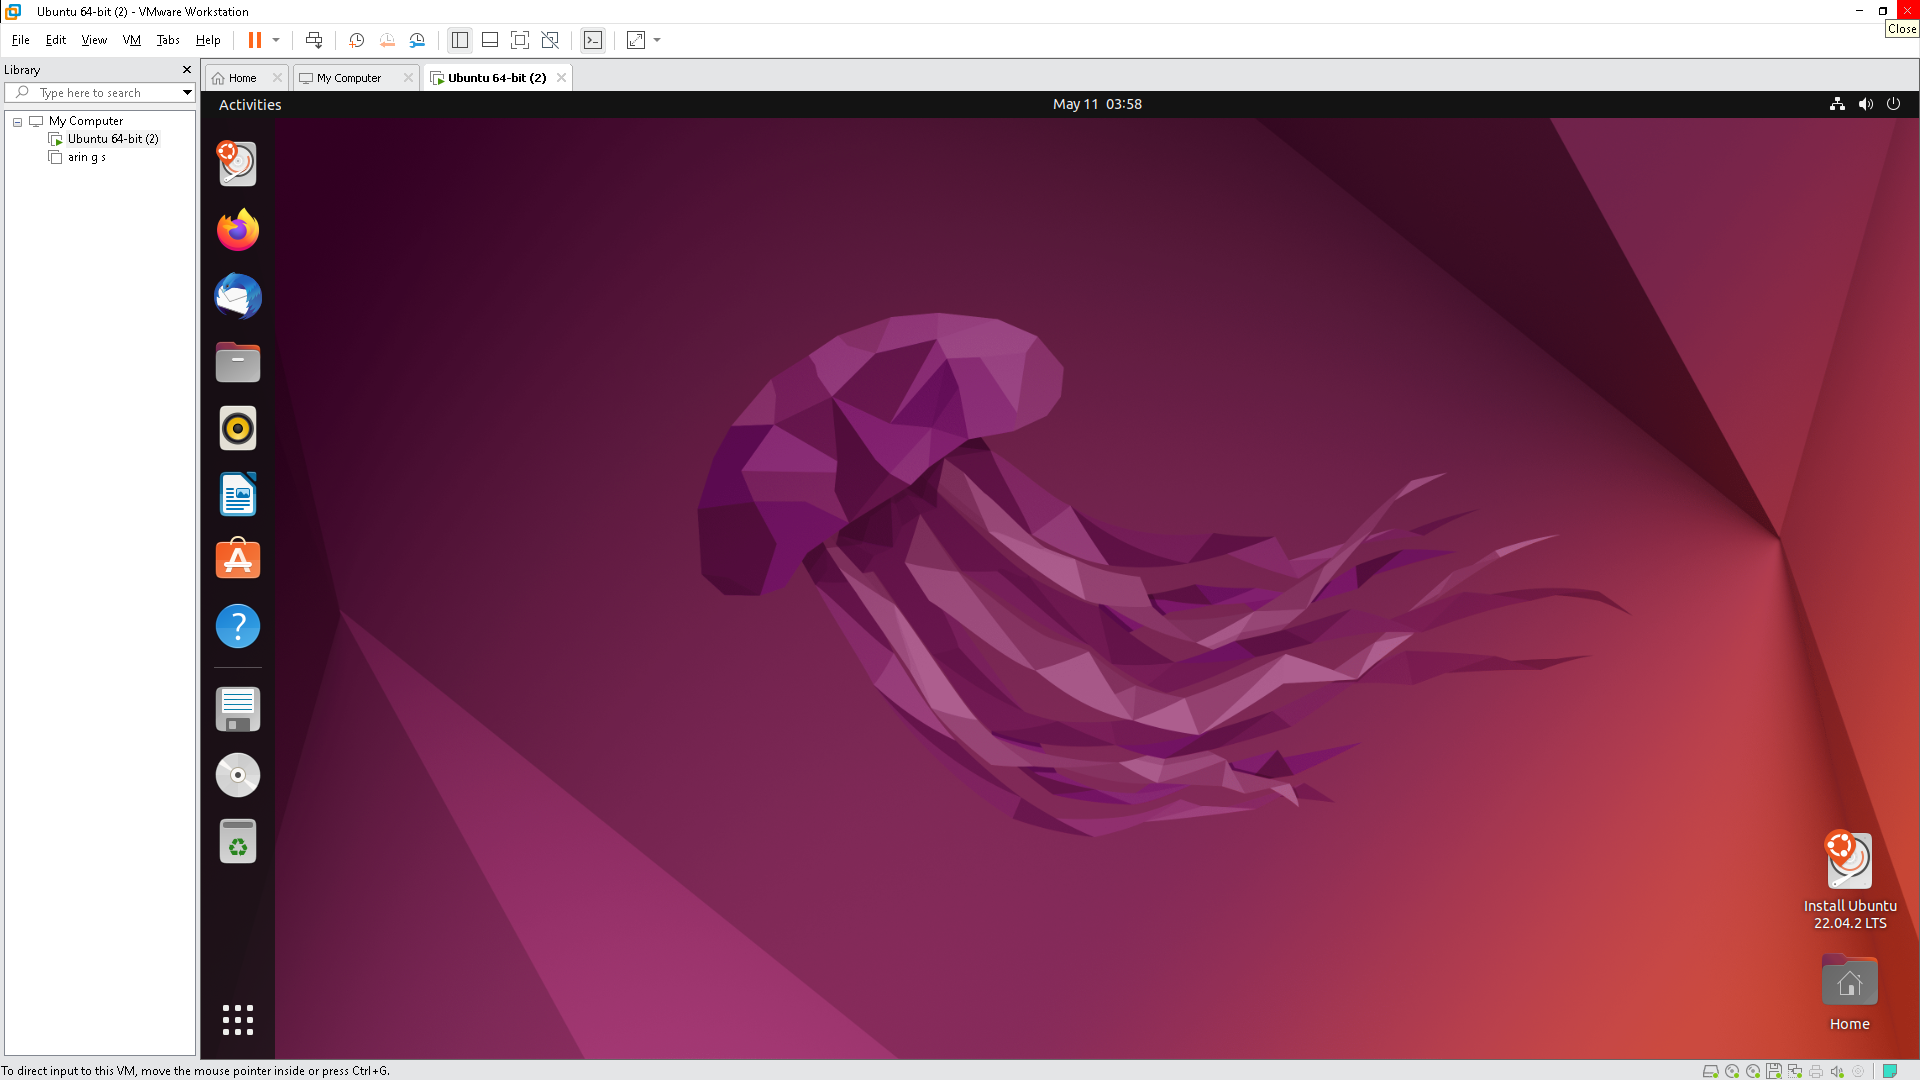 Ubuntu 64-bit (2) - VMware Workstation
Close
File Edit View VM Tabs Help
Library
Type here to search
My Computer
Ubuntu 64-bit (2)
arin g s
Home
My Computer
Ubuntu 64-bit (2)
Activities
May 11 03:58
Install Ubuntu
22.04.2 LTS
Home
To direct input to this VM, move the mouse pointer inside or press Ctrl+G.